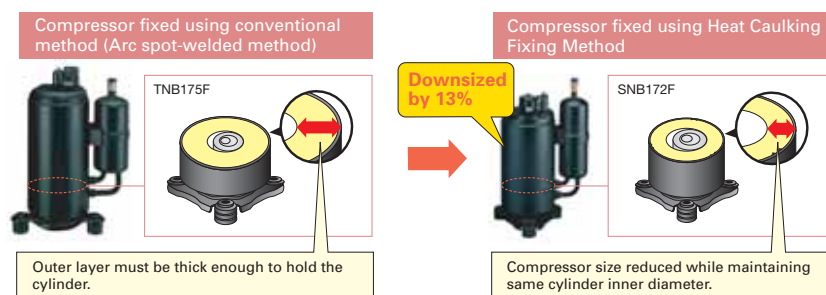 Compressor fixed using conventional
method (Arc spot-welded method)
TNB175F
Outer layer must be thick enough to hold the
cylinder.
Downsized
by 13%
Compressor fixed using Heat Caulking
Fixing Method
SNB172F
Compressor size reduced while maintaining
same cylinder inner diameter.